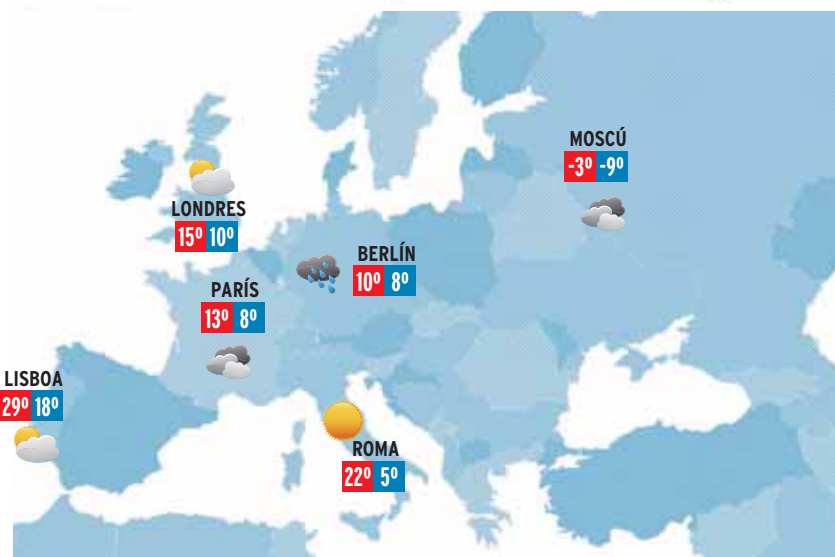 MOSCÚ
-3º -9º
LONDRES
15º 10º
BERLÍN
10º 8º
PARÍS
13º 8º
LISBOA
29º 18º
ROMA
22º 5º